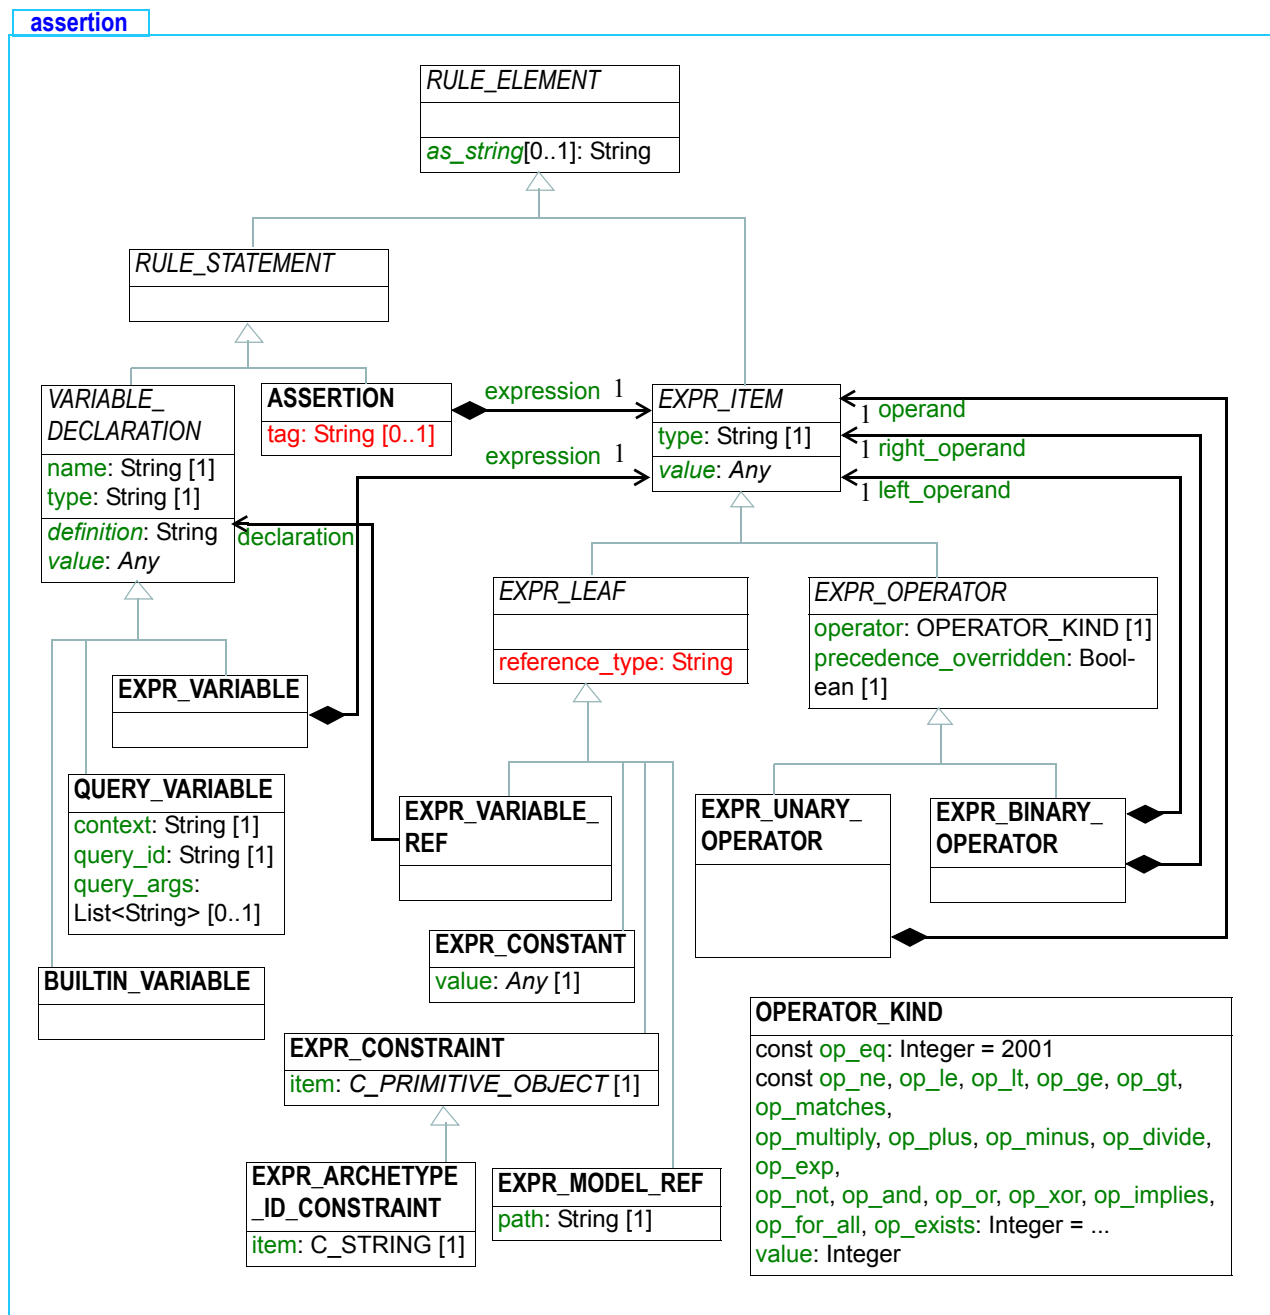 assertion
RULE_ELEMENT
as_string[0..1]: String
RULE_STATEMENT
VARIABLE_
DECLARATION
name: String [1]
type: String [1]
definition: String
value: Any
ASSERTION
tag: String [0..1]
expression 1
expression 1
declaration
EXPR_ITEM
type: String [1]
value: Any
1 operand
1 right_operand
1 left_operand
EXPR_LEAF
reference_type: String
EXPR_OPERATOR
operator: OPERATOR_KIND [1]
precedence_overridden: Bool-
ean [1]
EXPR_VARIABLE
QUERY_VARIABLE
context: String [1]
query_id: String [1]
query_args:
List<String> [0..1]
BUILTIN_VARIABLE
EXPR_VARIABLE_
REF
EXPR_UNARY_
OPERATOR
EXPR_BINARY_
OPERATOR
EXPR_CONSTANT
value: Any [1]
EXPR_CONSTRAINT
item: C_PRIMITIVE_OBJECT [1]
EXPR_ARCHETYPE
_ID_CONSTRAINT
item: C_STRING [1]
EXPR_MODEL_REF
path: String [1]
OPERATOR_KIND
const op_eq: Integer = 2001
const op_ne, op_le, op_lt, op_ge, op_gt,
op_matches,
op_multiply, op_plus, op_minus, op_divide,
op_exp,
op_not, op_and, op_or, op_xor, op_implies,
op_for_all, op_exists: Integer = ...
value: Integer